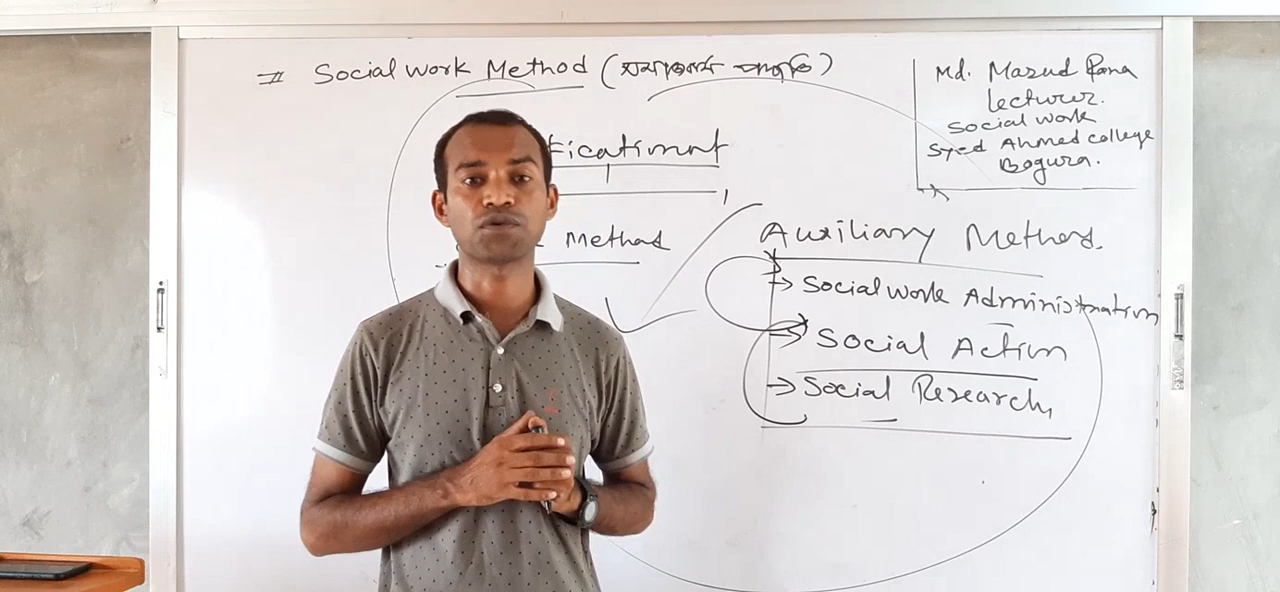 Social Work Method (সমাজকর্ম পদ্ধতি)
Md. Masud Rana
Lecturer.
Social work
Syed Ahmed college
Bogura.
Method
Auxiliary Method.
→ Social work Administration
→ Social Action
→ Social Research